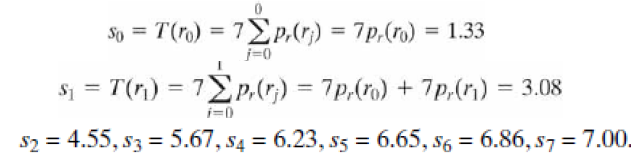 s₀ = T(r₀) = 7 ∑_{j=0}^{0} pᵣ(rⱼ) = 7pᵣ(r₀) = 1.33
s₁ = T(r₁) = 7 ∑_{i=0}^{1} pᵣ(rⱼ) = 7pᵣ(r₀) + 7pᵣ(r₁) = 3.08
s₂ = 4.55, s₃ = 5.67, s₄ = 6.23, s₅ = 6.65, s₆ = 6.86, s₇ = 7.00.